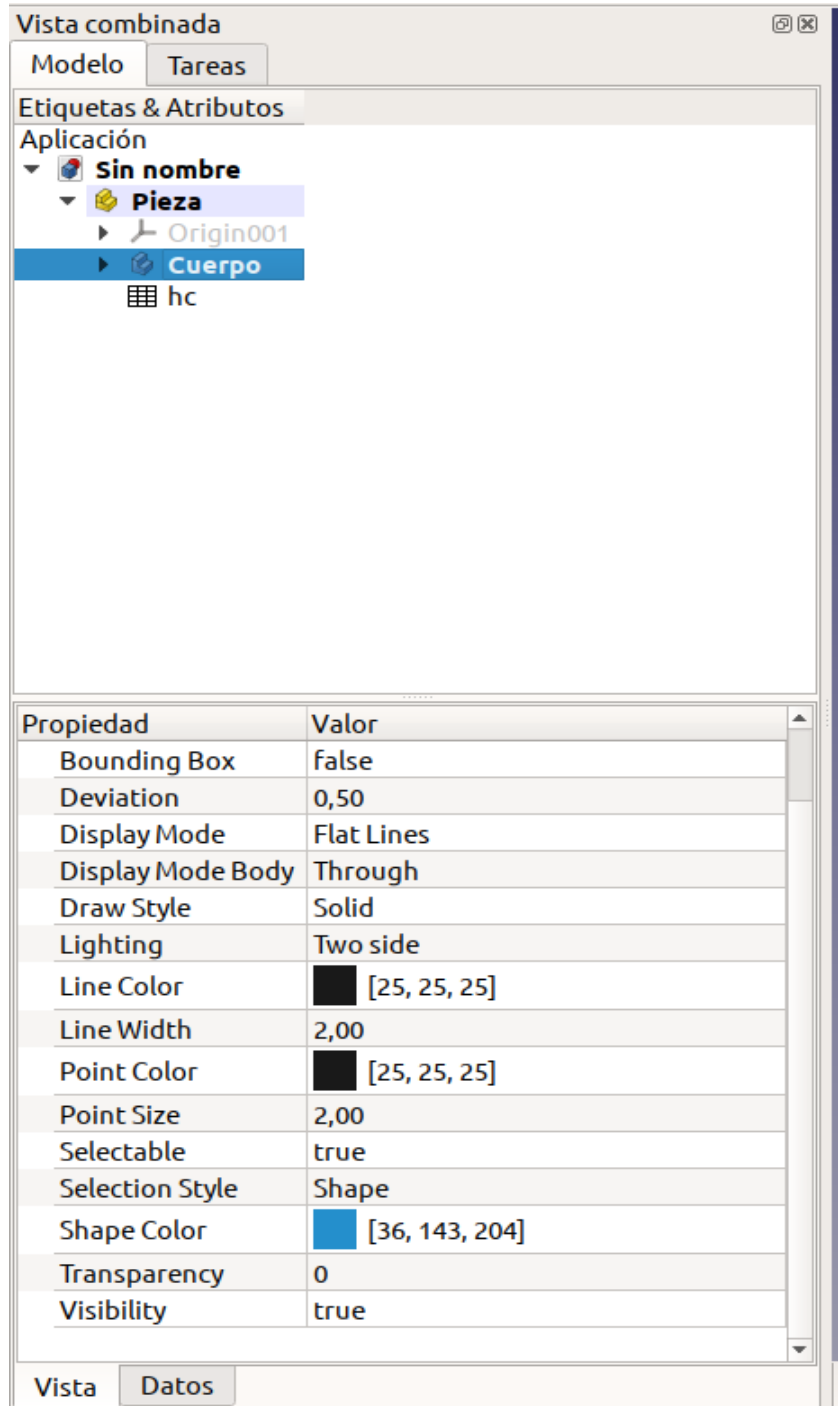 Vista combinada
Modelo Tareas
Etiquetas & Atributos
Aplicación
Sin nombre
Pieza
Origin001
Cuerpo
hc
Propiedad Valor
Bounding Box false
Deviation 0,50
Display Mode Flat Lines
Display Mode Body Through
Draw Style Solid
Lighting Two side
Line Color [25, 25, 25]
Line Width 2,00
Point Color [25, 25, 25]
Point Size 2,00
Selectable true
Selection Style Shape
Shape Color [36, 143, 204]
Transparency 0
Visibility true
Vista Datos